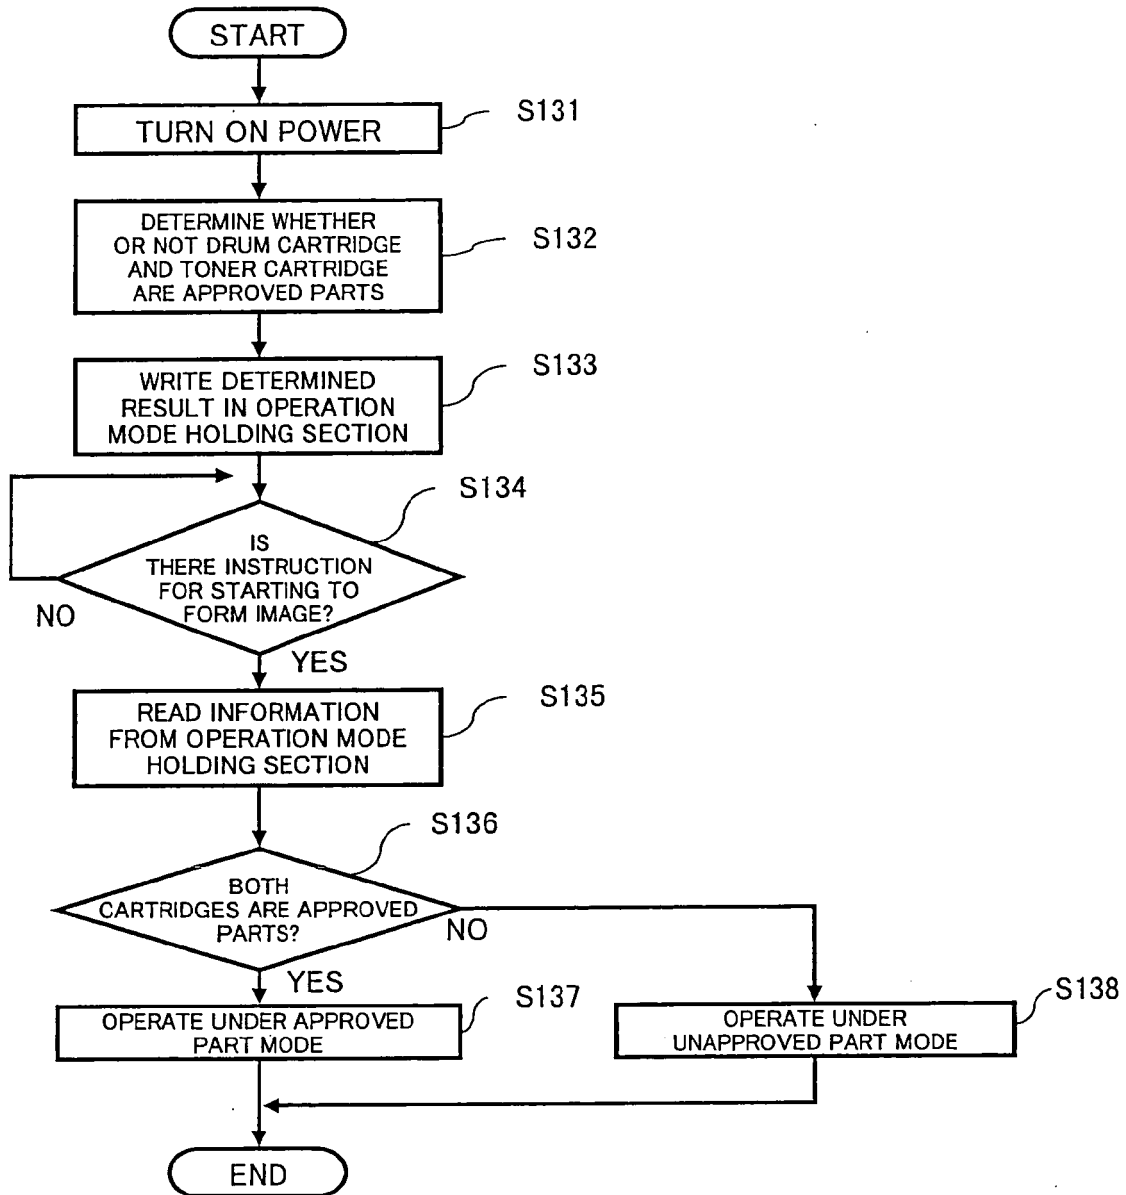 START
TURN ON POWER
S131
DETERMINE WHETHER
OR NOT DRUM CARTRIDGE
AND TONER CARTRIDGE
ARE APPROVED PARTS
S132
WRITE DETERMINED
RESULT IN OPERATION
MODE HOLDING SECTION
S133
S134
IS
THERE INSTRUCTION
FOR STARTING TO
FORM IMAGE?
NO
YES
READ INFORMATION
FROM OPERATION MODE
HOLDING SECTION
S135
S136
BOTH
CARTRIDGES ARE APPROVED
PARTS?
NO
YES
OPERATE UNDER APPROVED
PART MODE
S137
OPERATE UNDER
UNAPPROVED PART MODE
S138
END